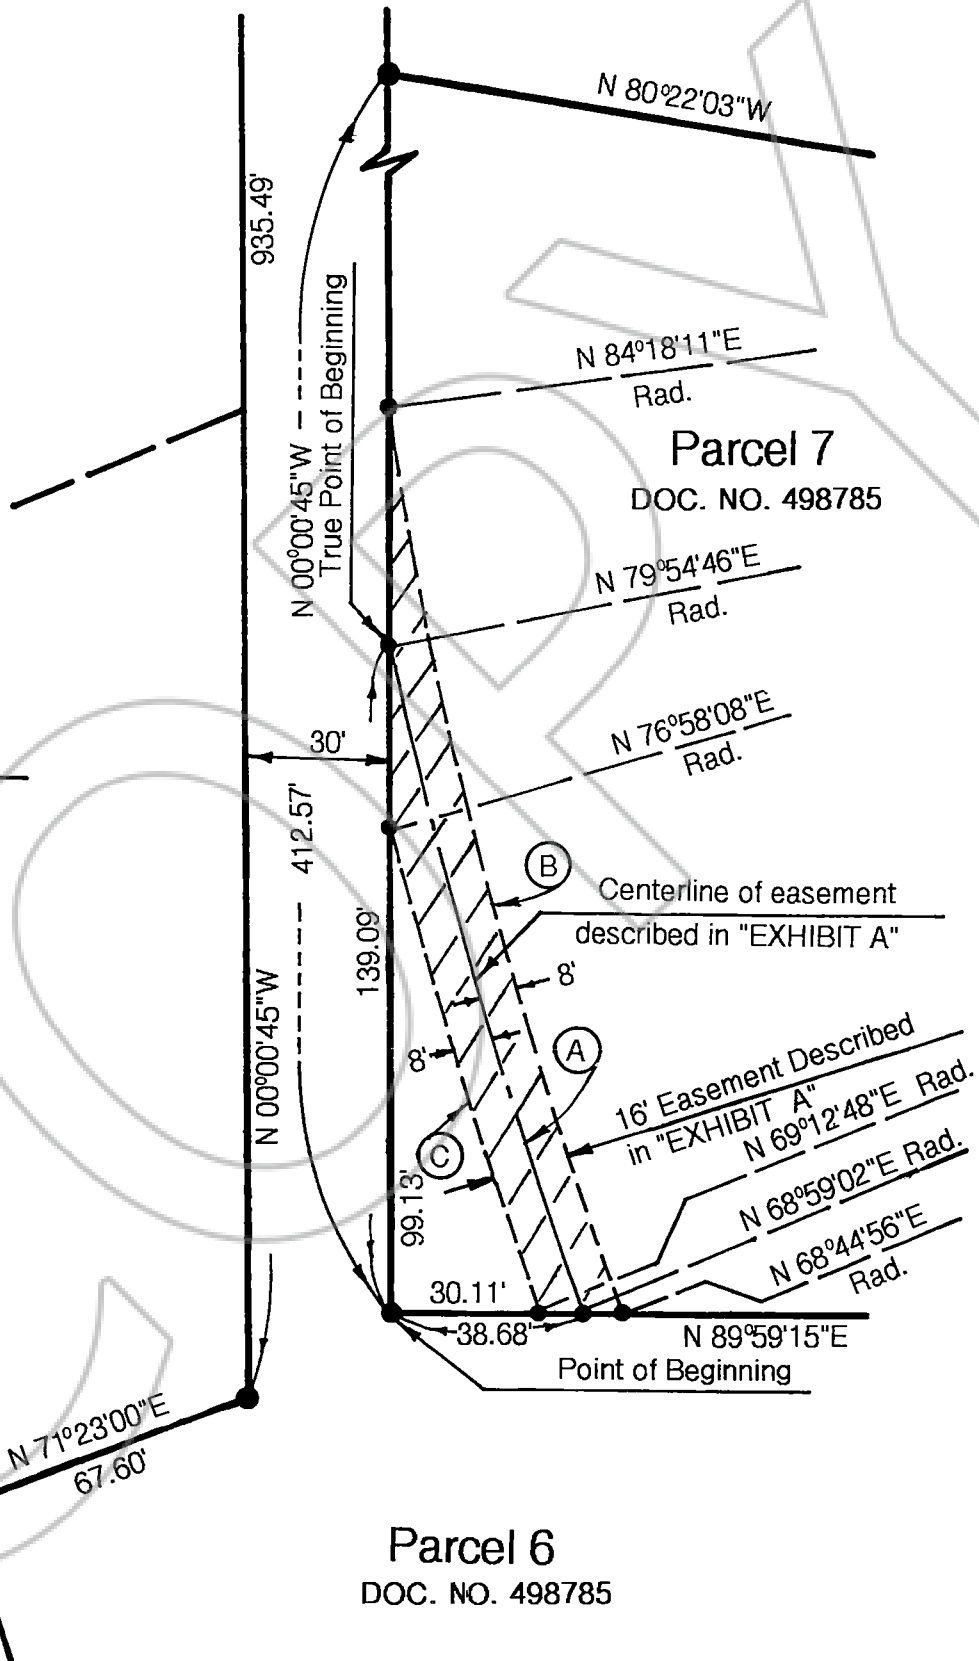 N 80°22'03"W
935.49'
N 00°00'45"W
True Point of Beginning
N 84°18'11"E
Rad.
Parcel 7
DOC. NO. 498785
N 79°54'46"E
Rad.
N 76°58'08"E
Rad.
30'
412.57'
B
Centerline of easement
described in "EXHIBIT A"
139.09'
8'
N 00°00'45"W
8'
A
16' Easement Described
in "EXHIBIT A"
N 69°12'48"E Rad.
C
99.13'
N 68°59'02"E Rad.
N 68°44'56"E
Rad.
30.11'
38.68'
N 89°59'15"E
Point of Beginning
N 71°23'00"E
67.60'
Parcel 6
DOC. NO. 498785
COPY